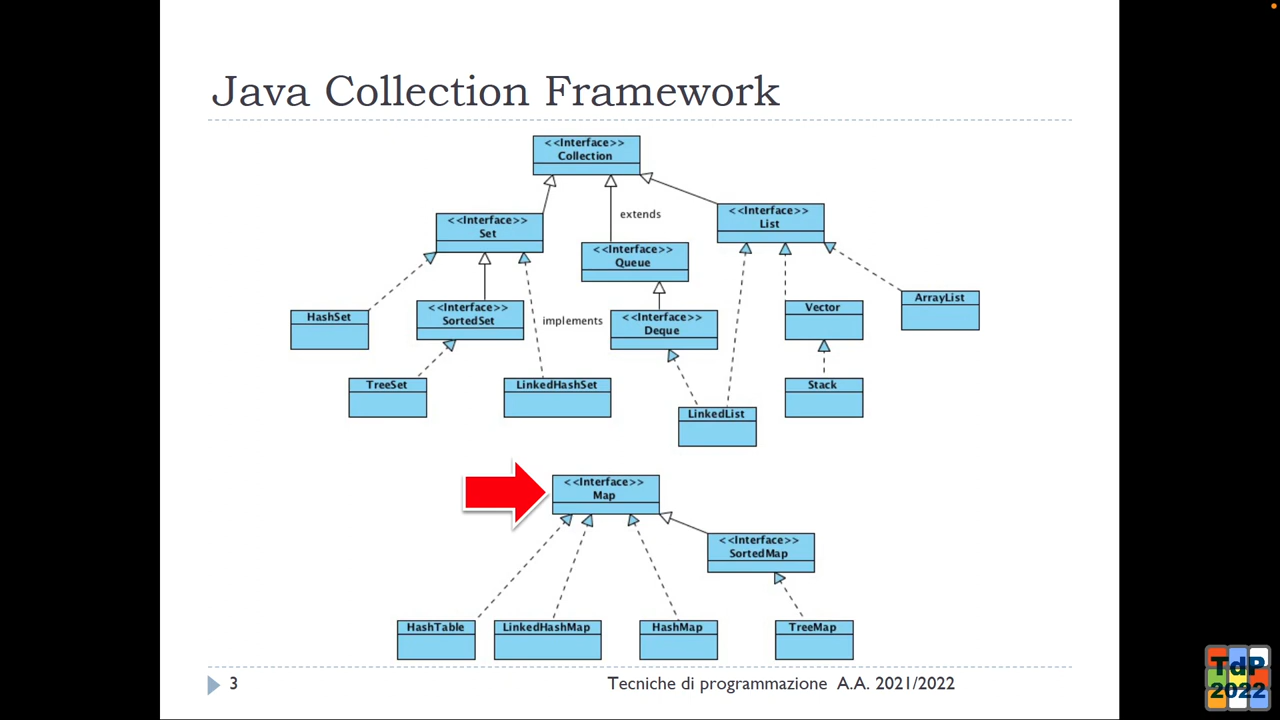 Java Collection Framework
<<Interface>>
Collection
<<Interface>>
Set
extends
<<Interface>>
Queue
<<Interface>>
List
HashSet
<<Interface>>
SortedSet
implements
<<Interface>>
Deque
Vector
ArrayList
TreeSet
LinkedHashSet
LinkedList
Stack
<<Interface>>
Map
<<Interface>>
SortedMap
HashTable
LinkedHashMap
HashMap
TreeMap
3
Tecniche di programmazione A.A. 2021/2022
TdP
2022